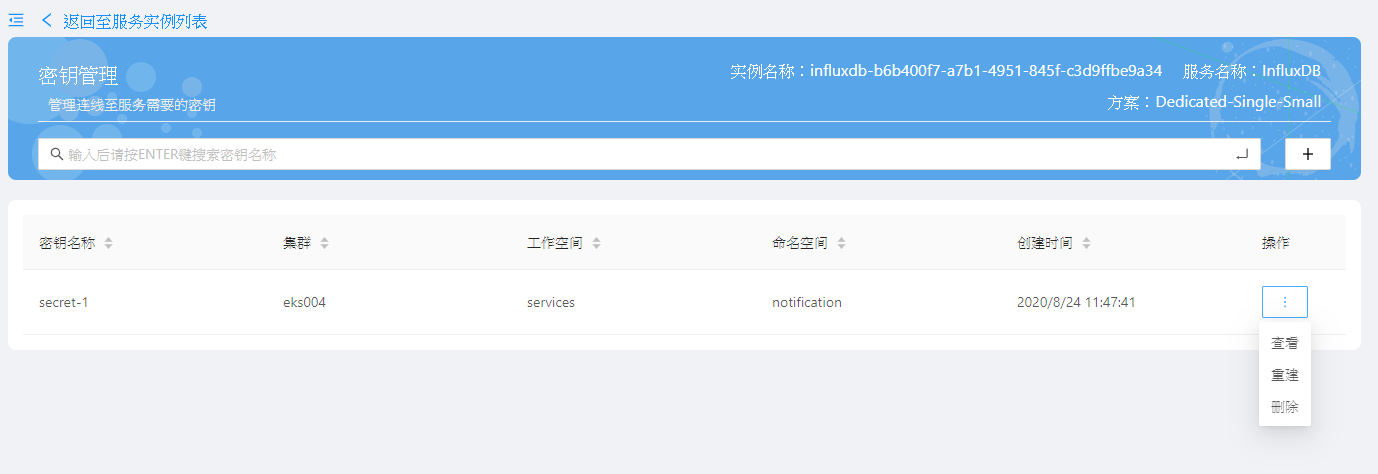 返回至服务实例列表
密钥管理
实例名称：influxdb-b6b400f7-a7b1-4951-845f-c3d9ffbe9a34 服务名称：InfluxDB
管理连线至服务需要的密钥
方案：Dedicated-Single-Small
输入后请按ENTER键搜索密钥名称
密钥名称 集群 工作空间 命名空间 创建时间 操作
secret-1 eks004 services notification 2020/8/24 11:47:41
查看
重建
删除